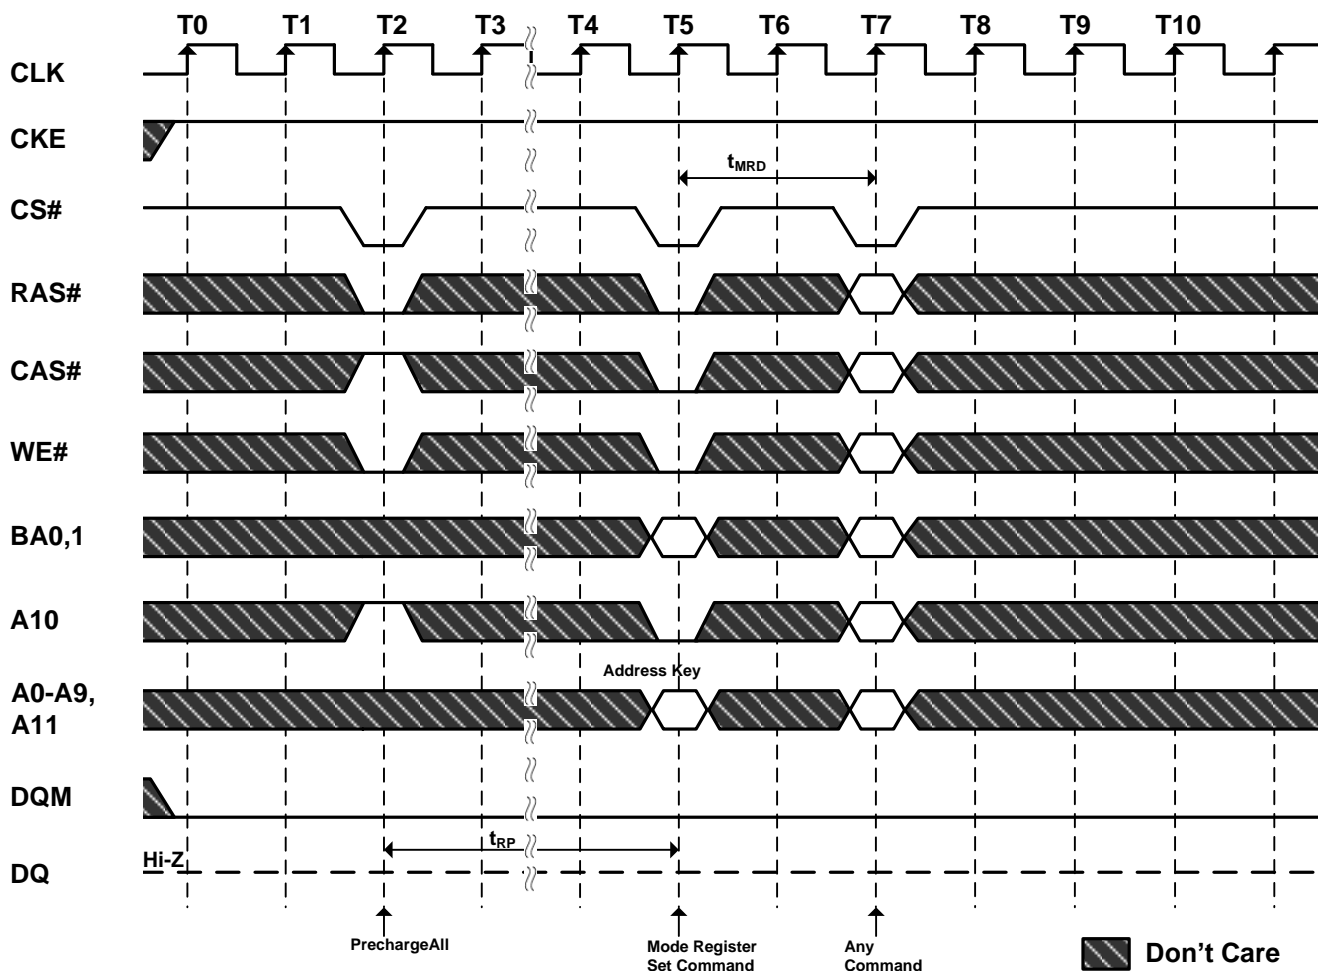 T0 T1 T2 T3 T4 T5 T6 T7 T8 T9 T10
CLK
CKE
tMRD
CS#
RAS#
CAS#
WE#
BA0,1
A10
Address Key
A0-A9,
A11
DQM
tRP
Hi-Z
DQ
PrechargeAll
Mode Register
Set Command
Any
Command
Don't Care